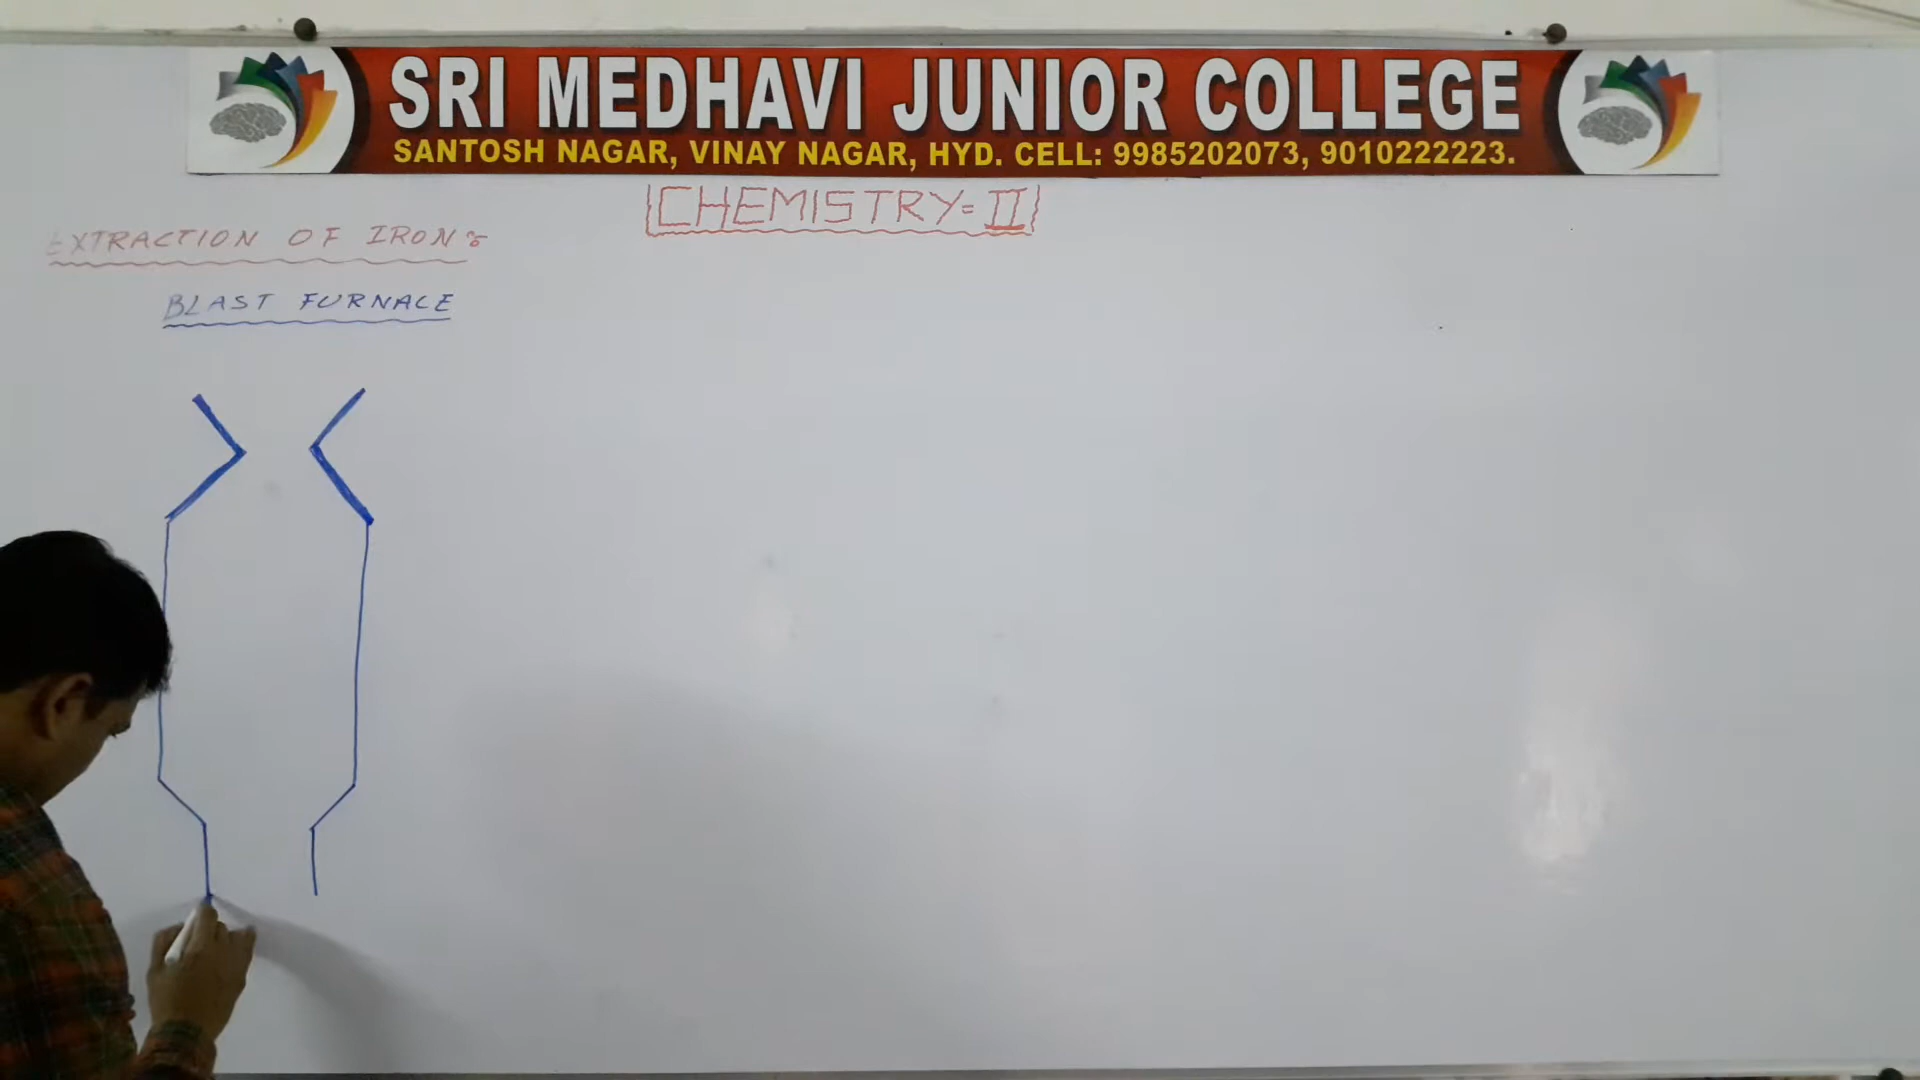 SRI MEDHAVI JUNIOR COLLEGE
SANTOSH NAGAR, VINAY NAGAR, HYD. CELL: 9985202073, 9010222223.
CHEMISTRY=II
EXTRACTION OF IRON:
BLAST FURNACE